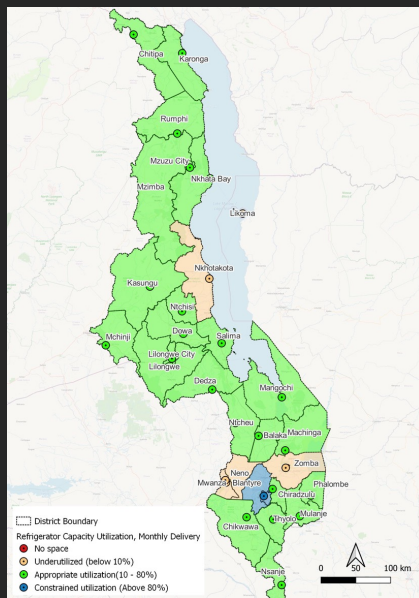 Chitipa
Karonga
Rumphi
Mzuzu City
Nkhata Bay
Mzimba
Likoma
Nkhotakota
Kasungu
Ntchisi
Dowa
Mchinji
Salima
Lilongwe City
Lilongwe
Dedza
Mangochi
Ntcheu
Balaka
Machinga
Neno
Zomba
Mwanza
Blantyre
Phalombe
Chiradzulu
Chikwawa
Thyolo
Mulanje
Nsanje
District Boundary
Refrigerator Capacity Utilization, Monthly Delivery
No space
Underutilized (below 10%)
Appropriate utilization(10 - 80%)
Constrained utilization (Above 80%)
0 50 100 km